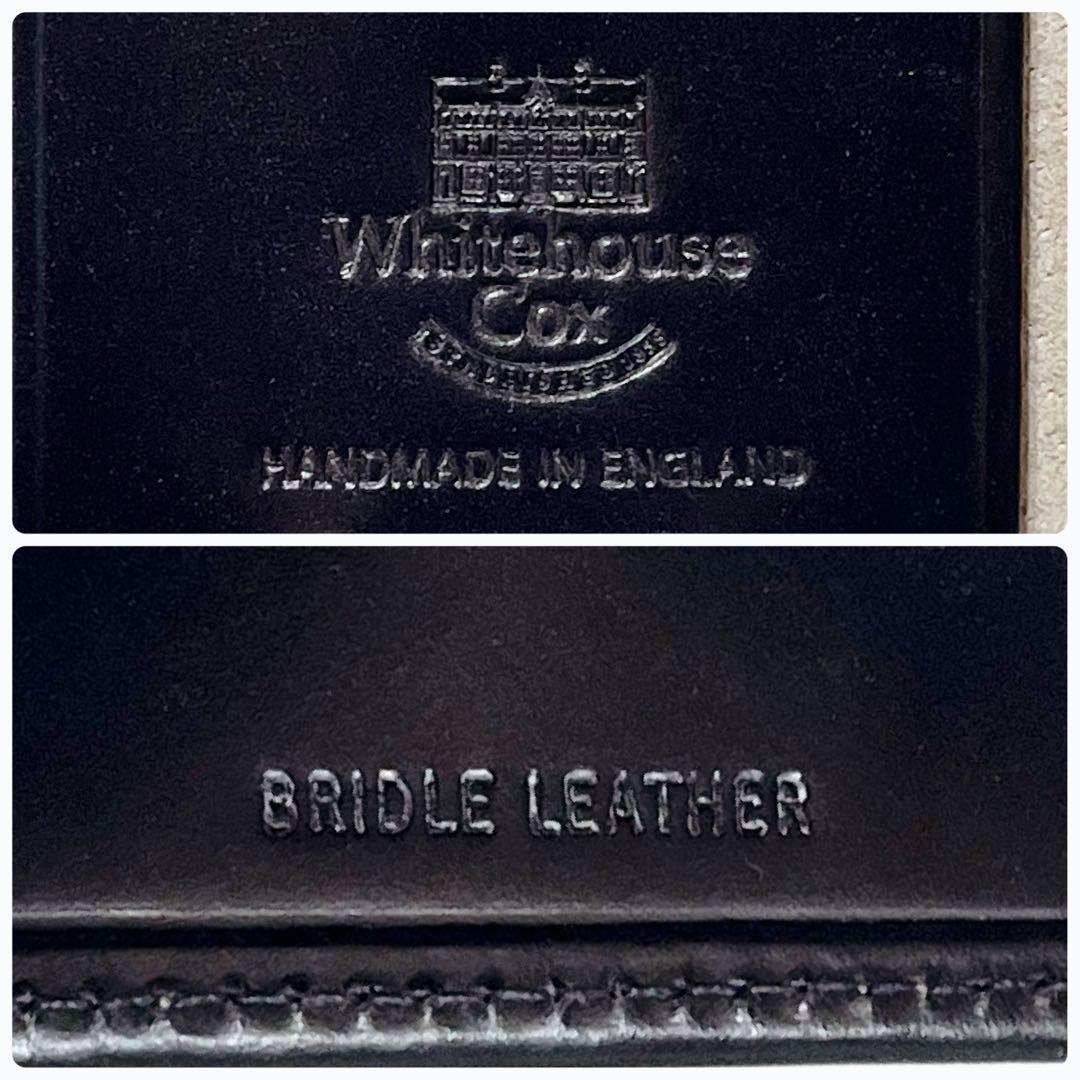 Whitehouse
Cox
HANDMADE IN ENGLAND
BRIDLE LEATHER